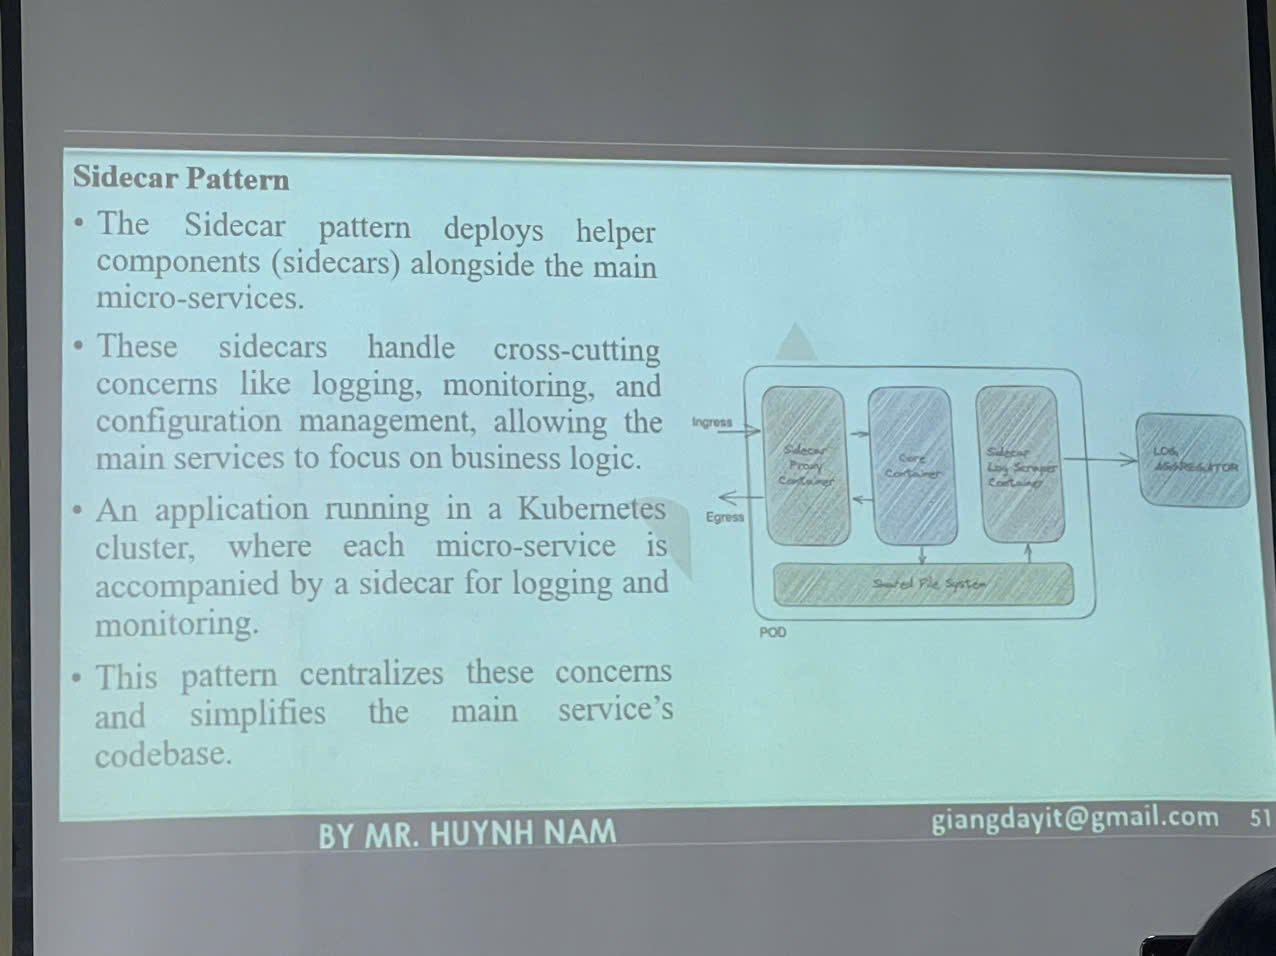 Sidecar Pattern
• The Sidecar pattern deploys helper
components (sidecars) alongside the main
micro-services.
• These sidecars handle cross-cutting
concerns like logging, monitoring, and
configuration management, allowing the
main services to focus on business logic.
• An application running in a Kubernetes
cluster, where each micro-service is
accompanied by a sidecar for logging and
monitoring.
• This pattern centralizes these concerns
and simplifies the main service's
codebase.
Ingress
Egress
Sidecar
Proxy
Container
Core
Container
Sidecar
Log Scraper
Container
Shared File System
POD
LOG
AGGREGATOR
BY MR. HUYNH NAM
giangdayit@gmail.com
51